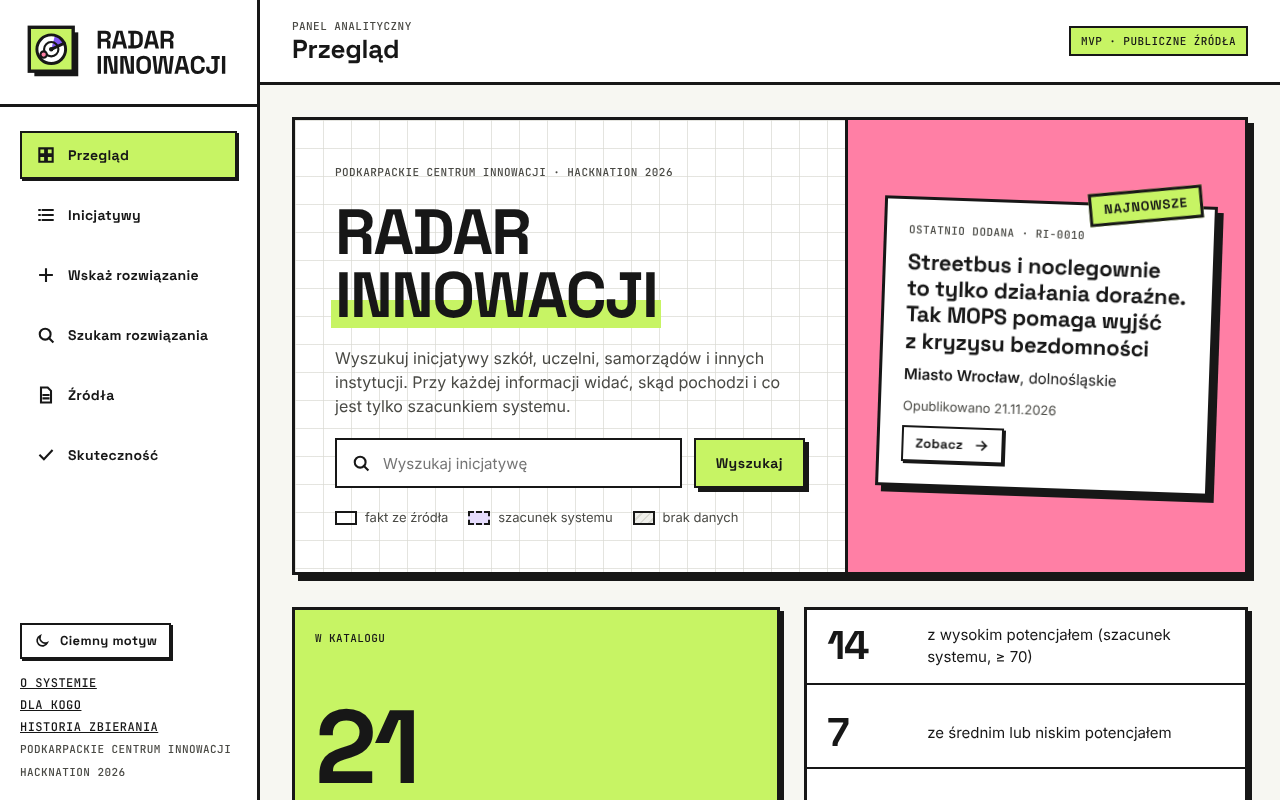 RADAR
INNOWACJI
Przegląd
Inicjatywy
Wskaż rozwiązanie
Szukam rozwiązania
Źródła
Skuteczność
Ciemny motyw
O SYSTEMIE
DLA KOGO
HISTORIA ZBIERANIA
PODKARPACKIE CENTRUM INNOWACJI
HACKNATION 2026
PANEL ANALITYCZNY
Przegląd
MVP · PUBLICZNE ŹRÓDŁA
PODKARPACKIE CENTRUM INNOWACJI · HACKNATION 2026
RADAR
INNOWACJI
Wyszukuj inicjatywy szkół, uczelni, samorządów i innych
instytucji. Przy każdej informacji widać, skąd pochodzi i co
jest tylko szacunkiem systemu.
Wyszukaj inicjatywę
Wyszukaj
fakt ze źródła
szacunek systemu
brak danych
NAJNOWSZE
OSTATNIO DODANA · RI-0010
Streetbus i noclegownie
to tylko działania doraźne.
Tak MOPS pomaga wyjść
z kryzysu bezdomności
Miasto Wrocław, dolnośląskie
Opublikowano 21.11.2026
Zobacz →
W KATALOGU
21
14
z wysokim potencjałem (szacunek
systemu, ≥ 70)
7
ze średnim lub niskim potencjałem